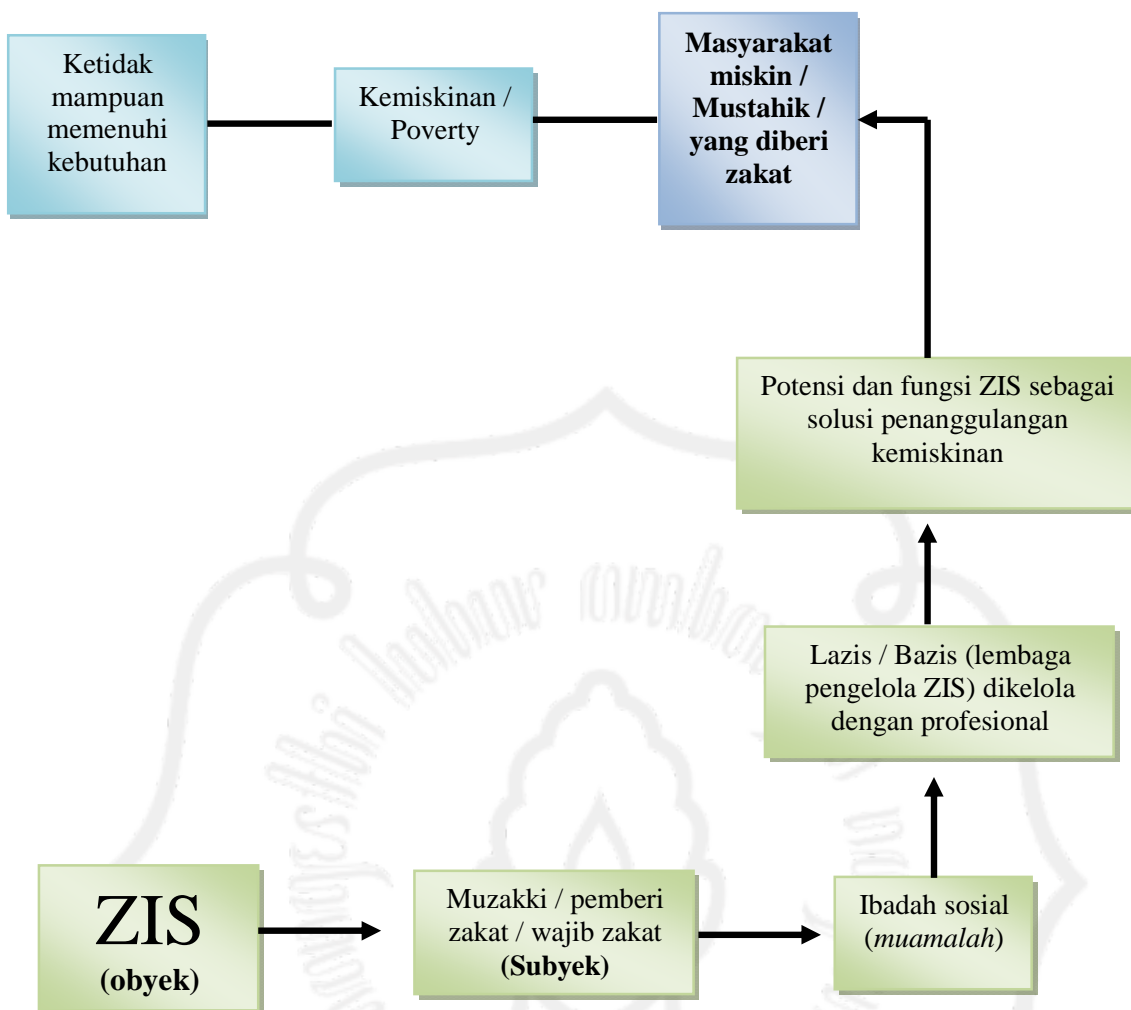 Ketidak
mampuan
memenuhi
kebutuhan
Kemiskinan /
Poverty
Masyarakat
miskin /
Mustahik /
yang diberi
zakat
Potensi dan fungsi ZIS sebagai
solusi penanggulangan
kemiskinan
Lazis / Bazis (lembaga
pengelola ZIS) dikelola
dengan profesional
ZIS
(obyek)
Muzakki / pemberi
zakat / wajib zakat
(Subyek)
Ibadah sosial
(muamalah)